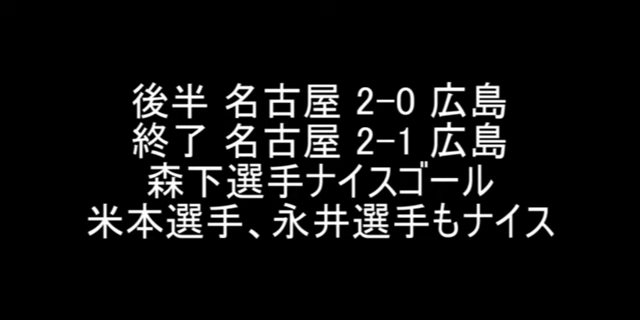 後半 名古屋 2-0 広島
終了 名古屋 2-1 広島
森下選手ナイスゴール
米本選手、永井選手もナイス